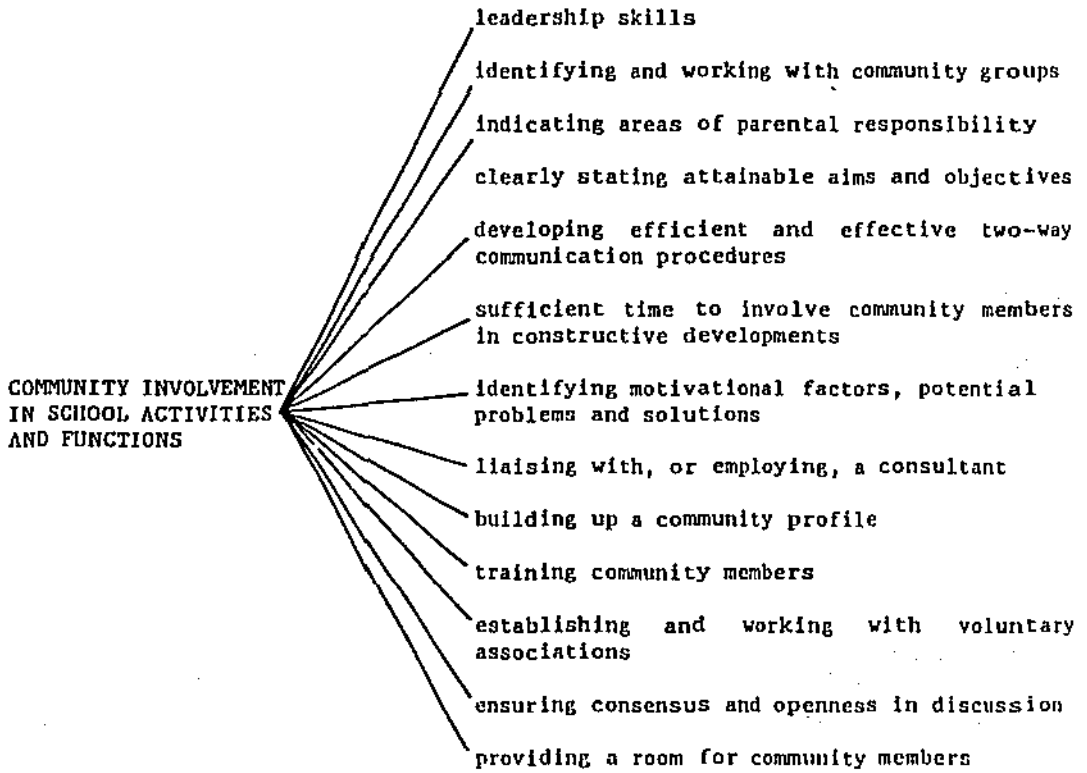 leadership skills
identifying and working with community groups
indicating areas of parental responsibility
clearly stating attainable aims and objectives
developing efficient and effective two-way
communication procedures
sufficient time to involve community members
in constructive developments
COMMUNITY INVOLVEMENT
IN SCHOOL ACTIVITIES
AND FUNCTIONS
identifying motivational factors, potential
problems and solutions
liaising with, or employing, a consultant
building up a community profile
training community members
establishing and working with voluntary
associations
ensuring consensus and openness in discussion
providing a room for community members